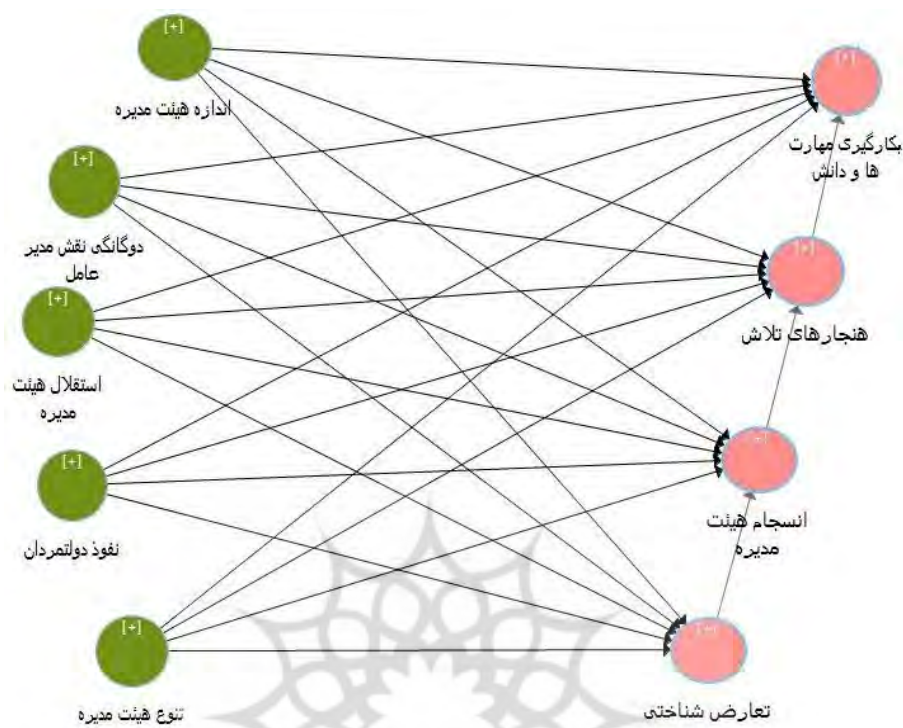 [+]
اندازه هیئت مدیره
[+]
بکارگیری مهارت
ها و دانش
[+]
دوگانگی نقش مدیر
عامل
[+]
هنجارهای تلاش
[+]
استقلال هیئت
مدیره
[+]
انسجام هیئت
مدیره
[+]
نفوذ دولتمردان
[+]
تعارض شناختی
[+]
تنوع هیئت مدیره